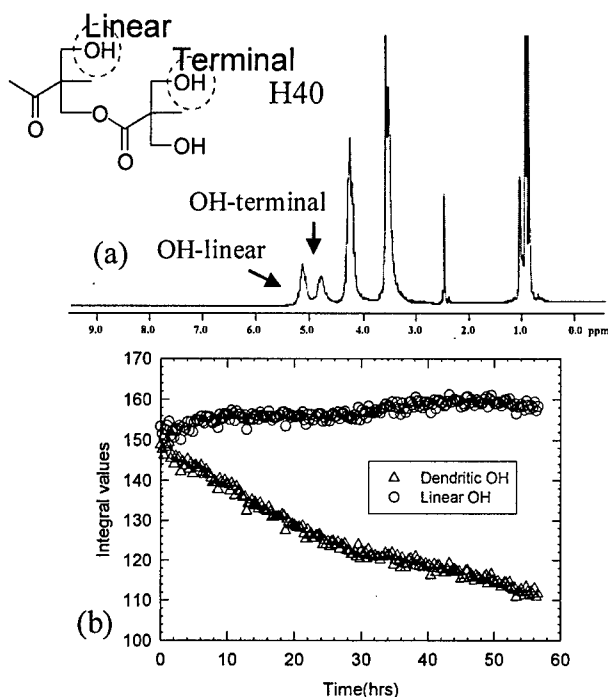 Linear
OH
Terminal
OH
H40
O
O
O
OH
OH-terminal
(a)
OH-linear
9.0 8.0 7.0 6.0 5.0 4.0 3.0 2.0 1.0 0.0 ppm
170
160
150
140
130
120
110
100
Integral values
Dendritic OH
Linear OH
(b)
0 10 20 30 40 50 60
Time(hrs)